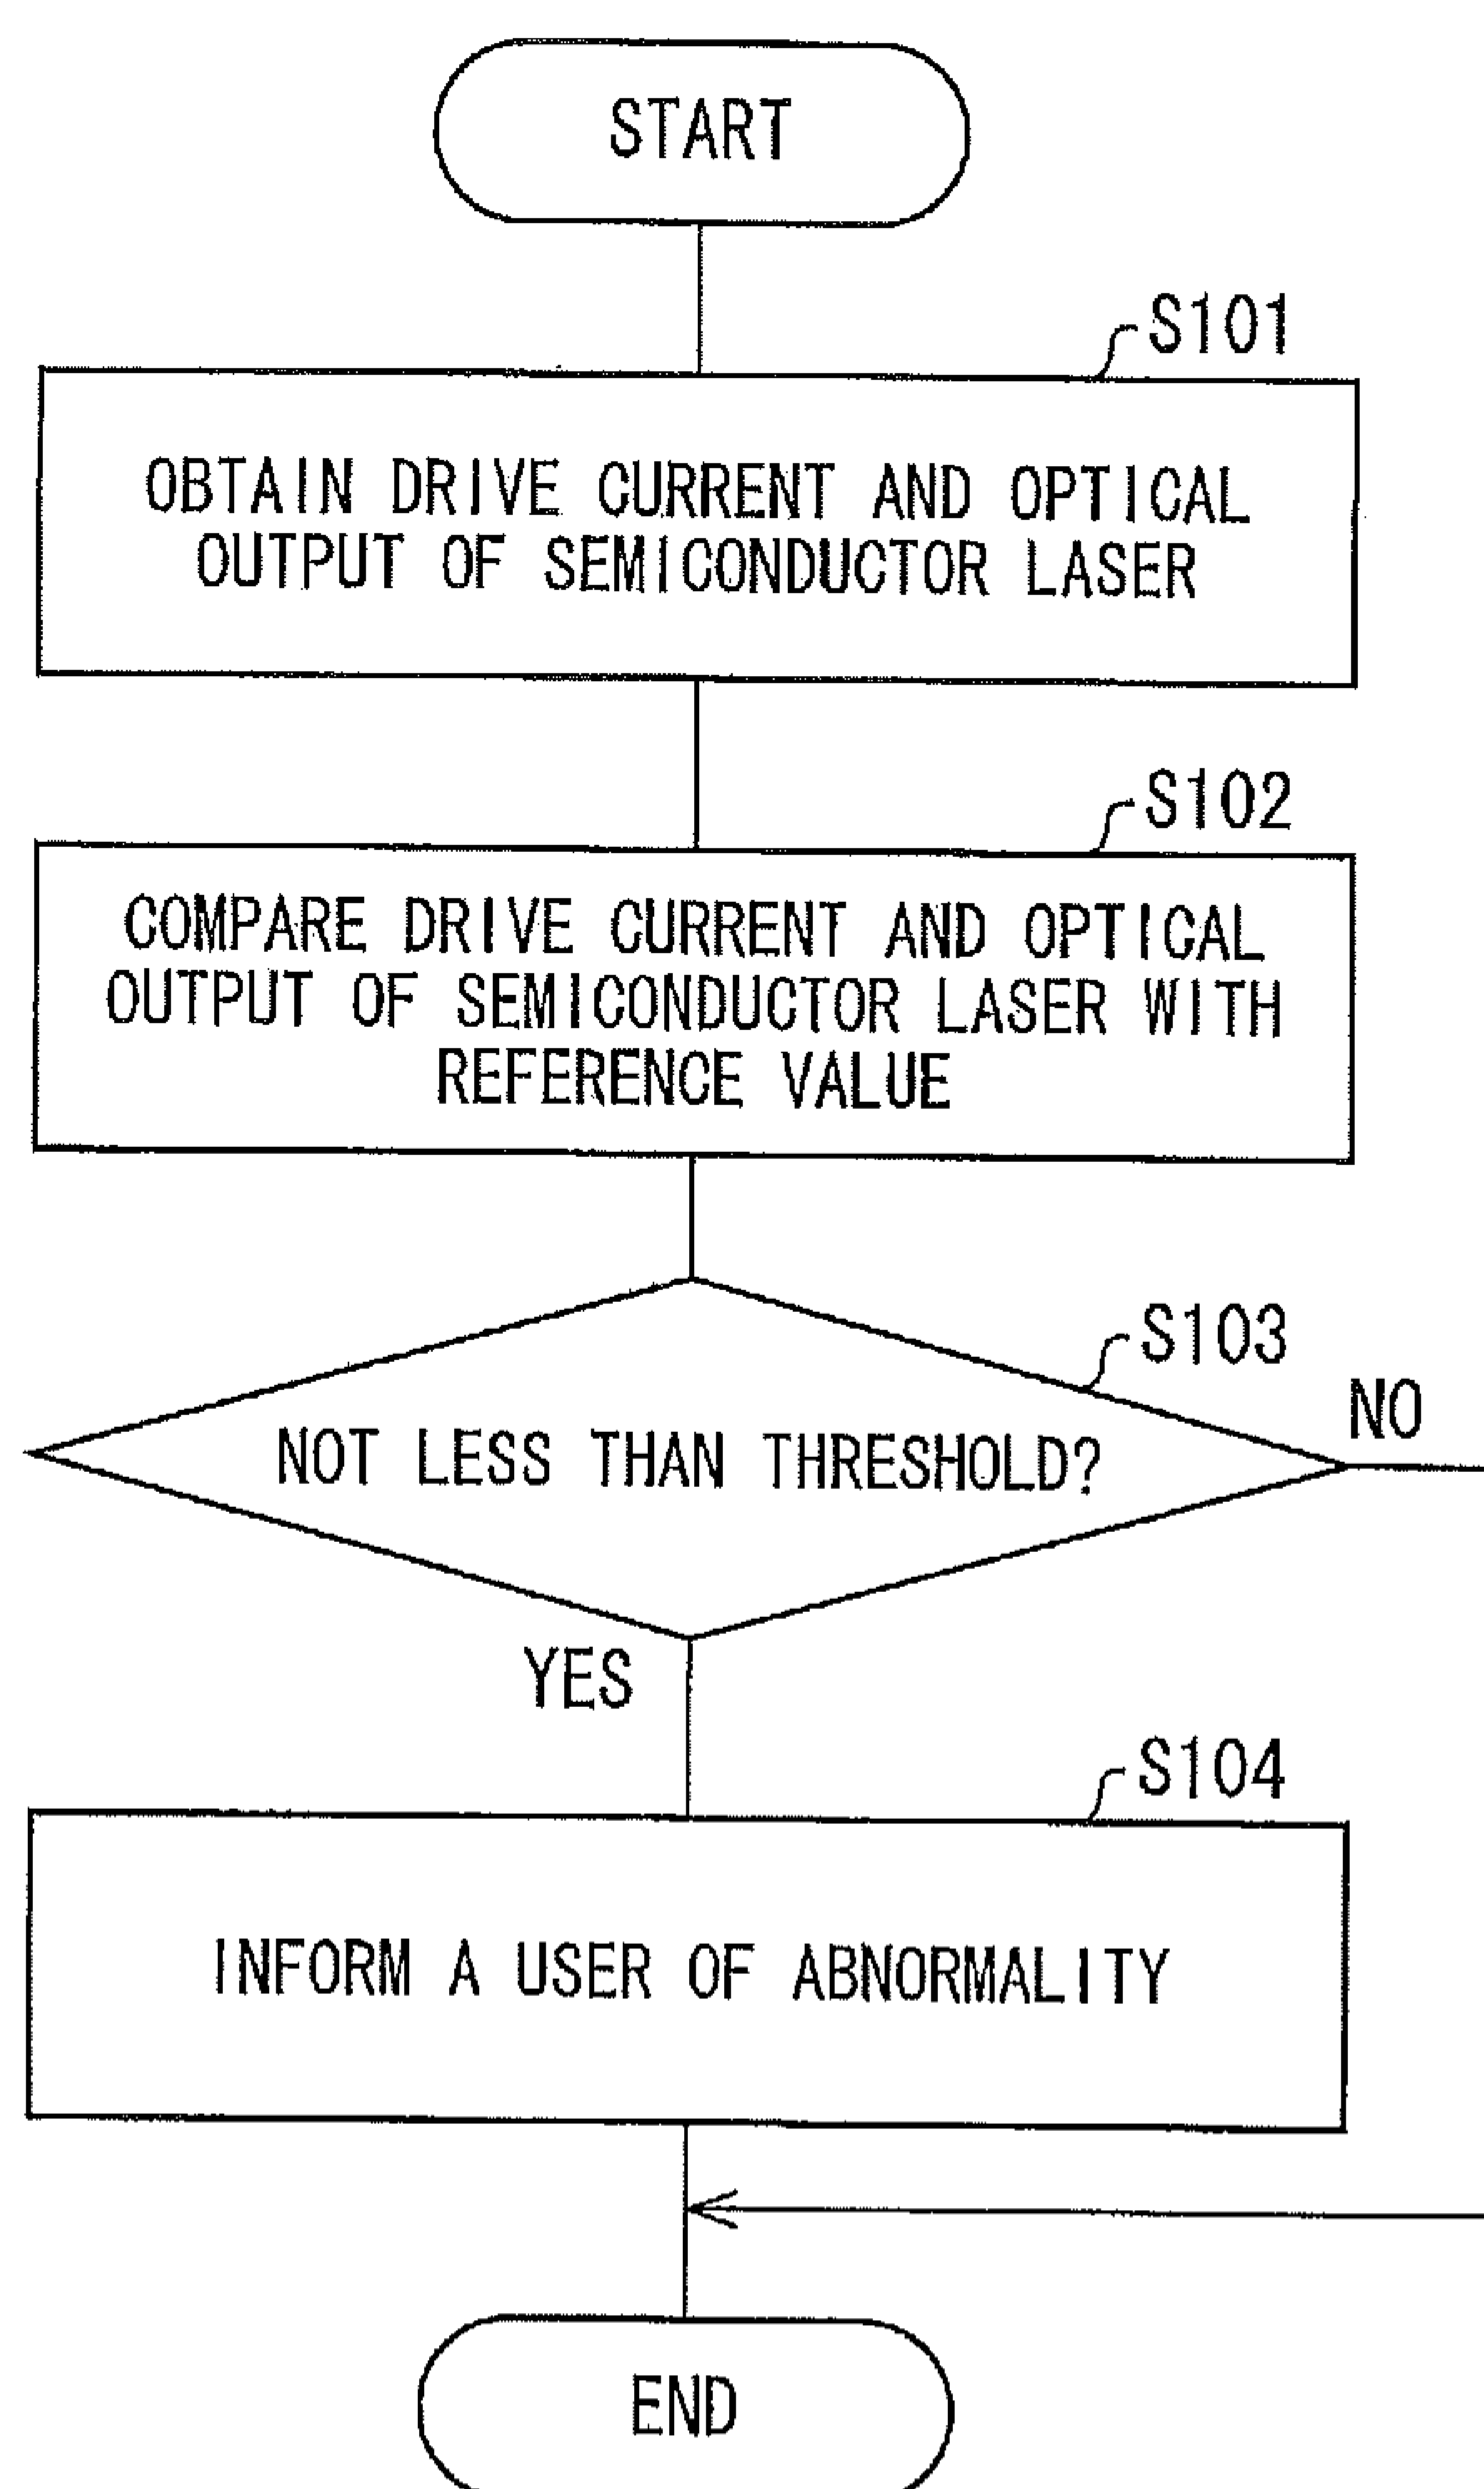 START
S101
OBTAIN DRIVE CURRENT AND OPTICAL
OUTPUT OF SEMICONDUCTOR LASER
S102
COMPARE DRIVE CURRENT AND OPTICAL
OUTPUT OF SEMICONDUCTOR LASER WITH
REFERENCE VALUE
S103
NOT LESS THAN THRESHOLD?
NO
YES
S104
INFORM A USER OF ABNORMALITY
END